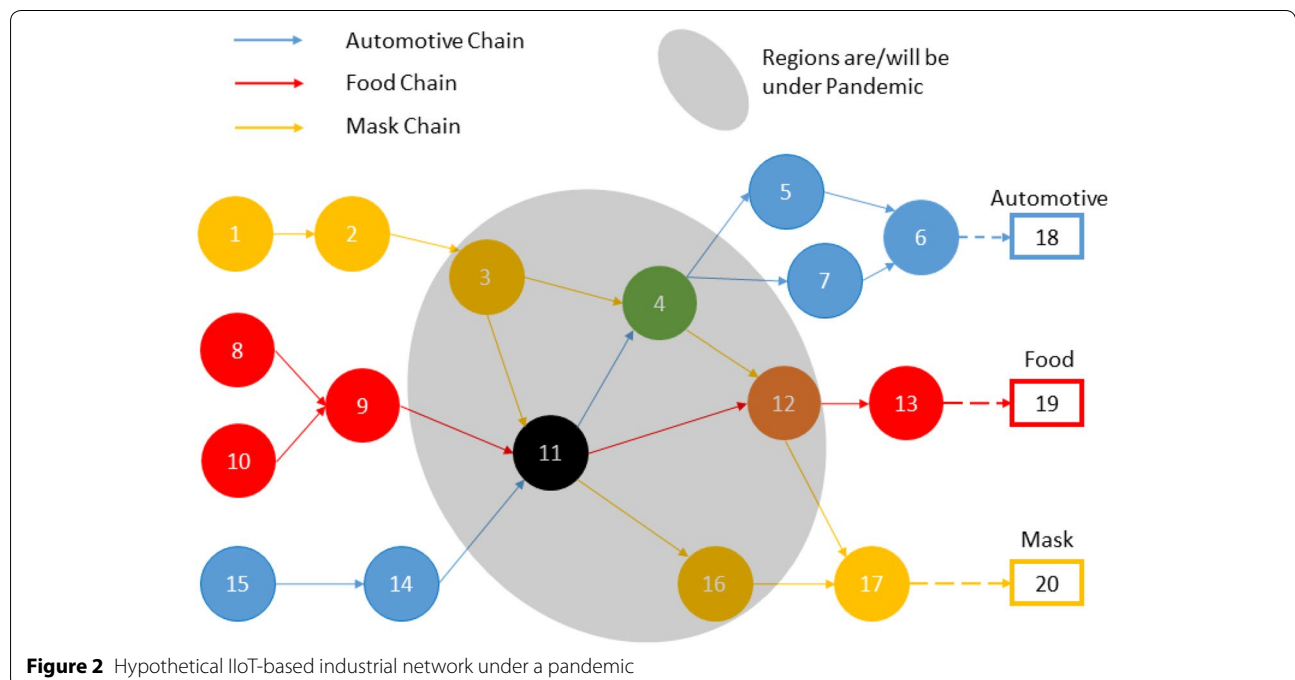 Automotive Chain
Food Chain
Mask Chain
Regions are/will be
under Pandemic
1
2
3
4
5
6
7
Automotive
18
8
9
10
11
12
13
Food
19
15
14
16
17
Mask
20
Figure 2 Hypothetical IIoT-based industrial network under a pandemic